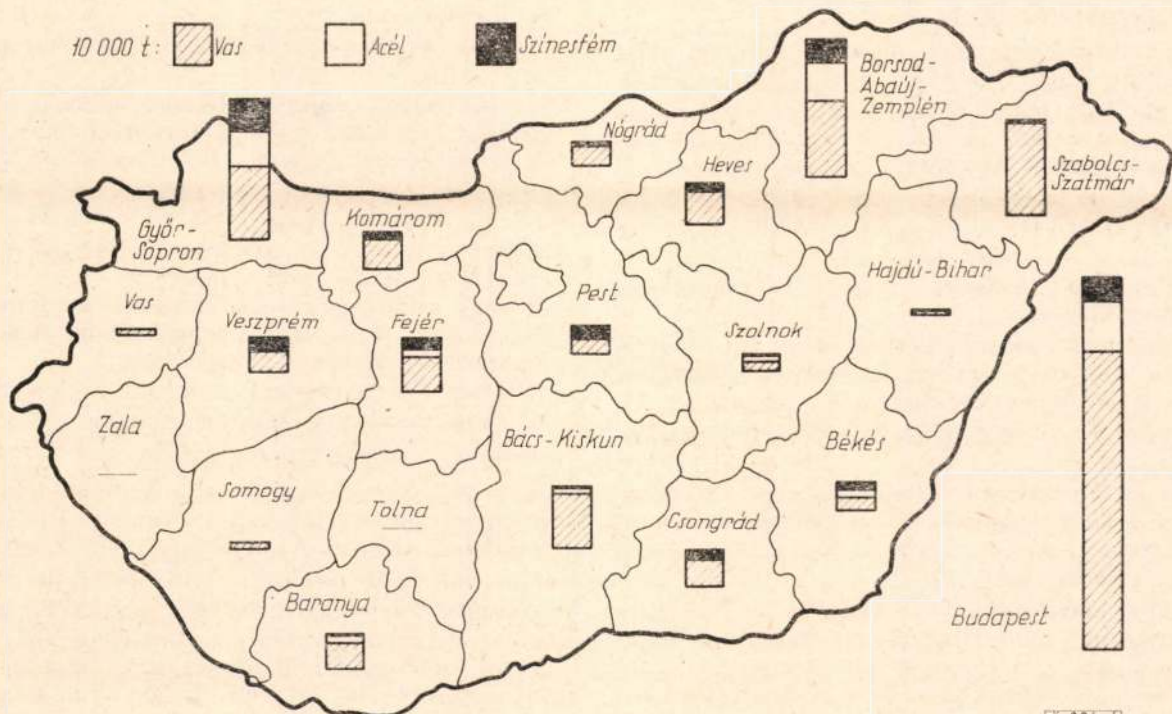 10 000 t: Vas Acél Színesfém
Borsod-
Abaúj-
Zemplén
Nógrád
Heves
Szabolcs-
Szatmár
Komárom
Győr-
Sopron
Hajdú-Bihar
Pest
Vas
Veszprém
Fejér
Szolnok
Zala
Bács-Kiskun
Békés
Somogy
Tolna
Csongrád
Baranya
Budapest